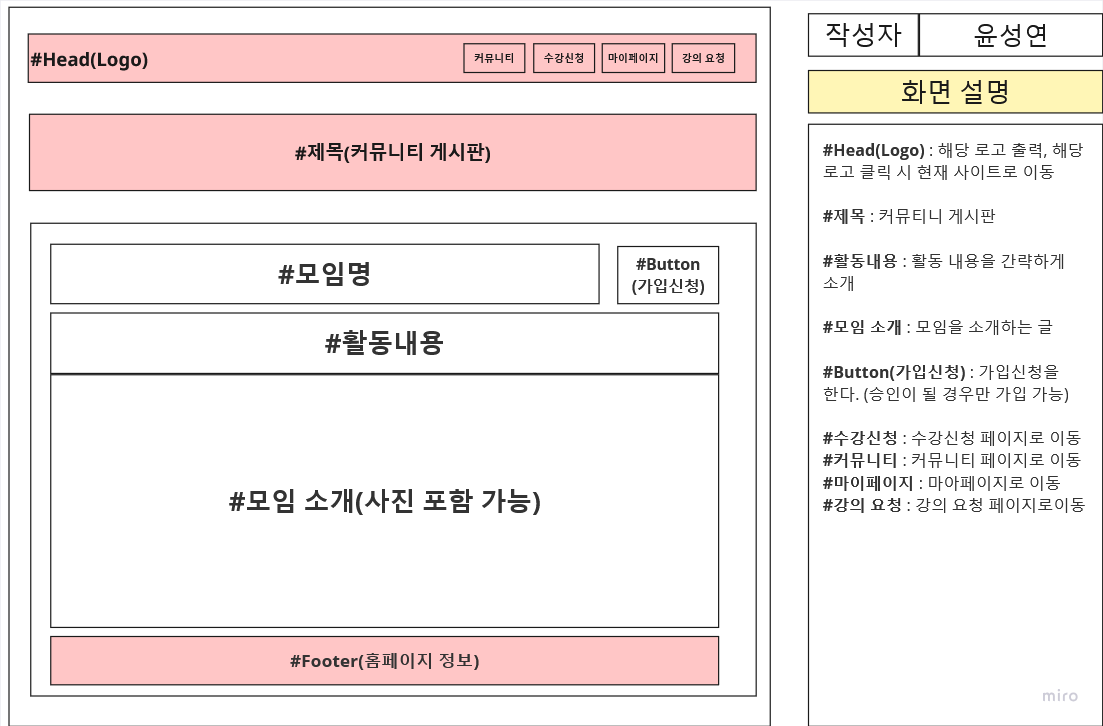 #Head(Logo)
커뮤니티
수강신청
마이페이지
강의 요청
#제목(커뮤니티 게시판)
#모임명
#Button
(가입신청)
#활동내용
#모임 소개(사진 포함 가능)
#Footer(홈페이지 정보)
작성자
윤성연
화면 설명
#Head(Logo) : 해당 로고 출력, 해당
로고 클릭 시 현재 사이트로 이동
#제목 : 커뮤티니 게시판
#활동내용 : 활동 내용을 간략하게
소개
#모임 소개 : 모임을 소개하는 글
#Button(가입신청) : 가입신청을
한다. (승인이 될 경우만 가입 가능)
#수강신청 : 수강신청 페이지로 이동
#커뮤니티 : 커뮤니티 페이지로 이동
#마이페이지 : 마아페이지로 이동
#강의 요청 : 강의 요청 페이지로이동
miro